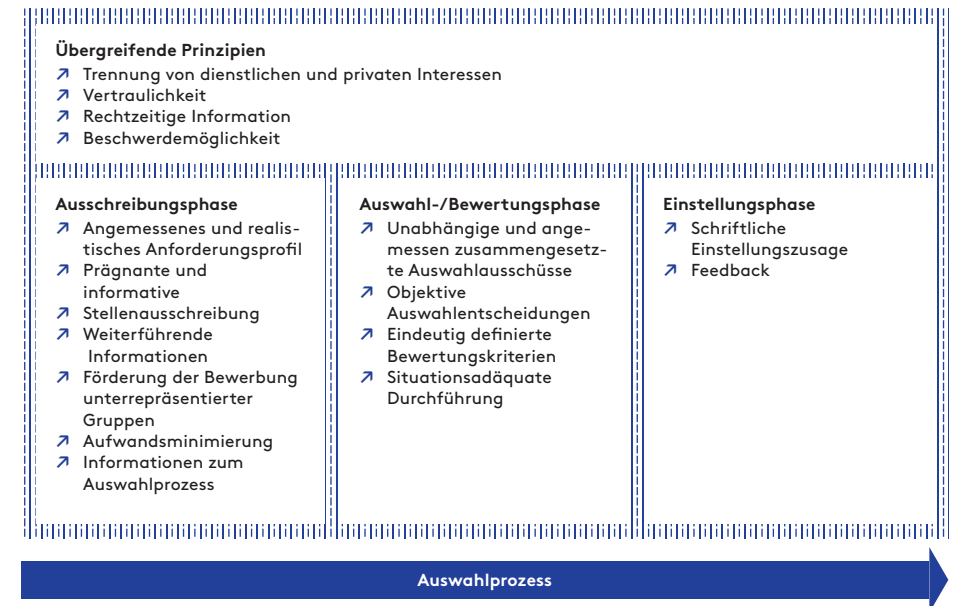 Übergreifende Prinzipien
Trennung von dienstlichen und privaten Interessen
Vertraulichkeit
Rechtzeitige Information
Beschwerdemöglichkeit
Ausschreibungsphase
Angemessenes und realis-
tisches Anforderungsprofil
Prägnante und
informative
Stellenausschreibung
Weiterführende
Informationen
Förderung der Bewerbung
unterrepräsentierter
Gruppen
Aufwandsminimierung
Informationen zum
Auswahlprozess
Auswahl-/Bewertungsphase
Unabhängige und ange-
messen zusammengesetz-
te Auswahlausschüsse
Objektive
Auswahlentscheidungen
Eindeutig definierte
Bewertungskriterien
Situationsadäquate
Durchführung
Einstellungsphase
Schriftliche
Einstellungszusage
Feedback
Auswahlprozess